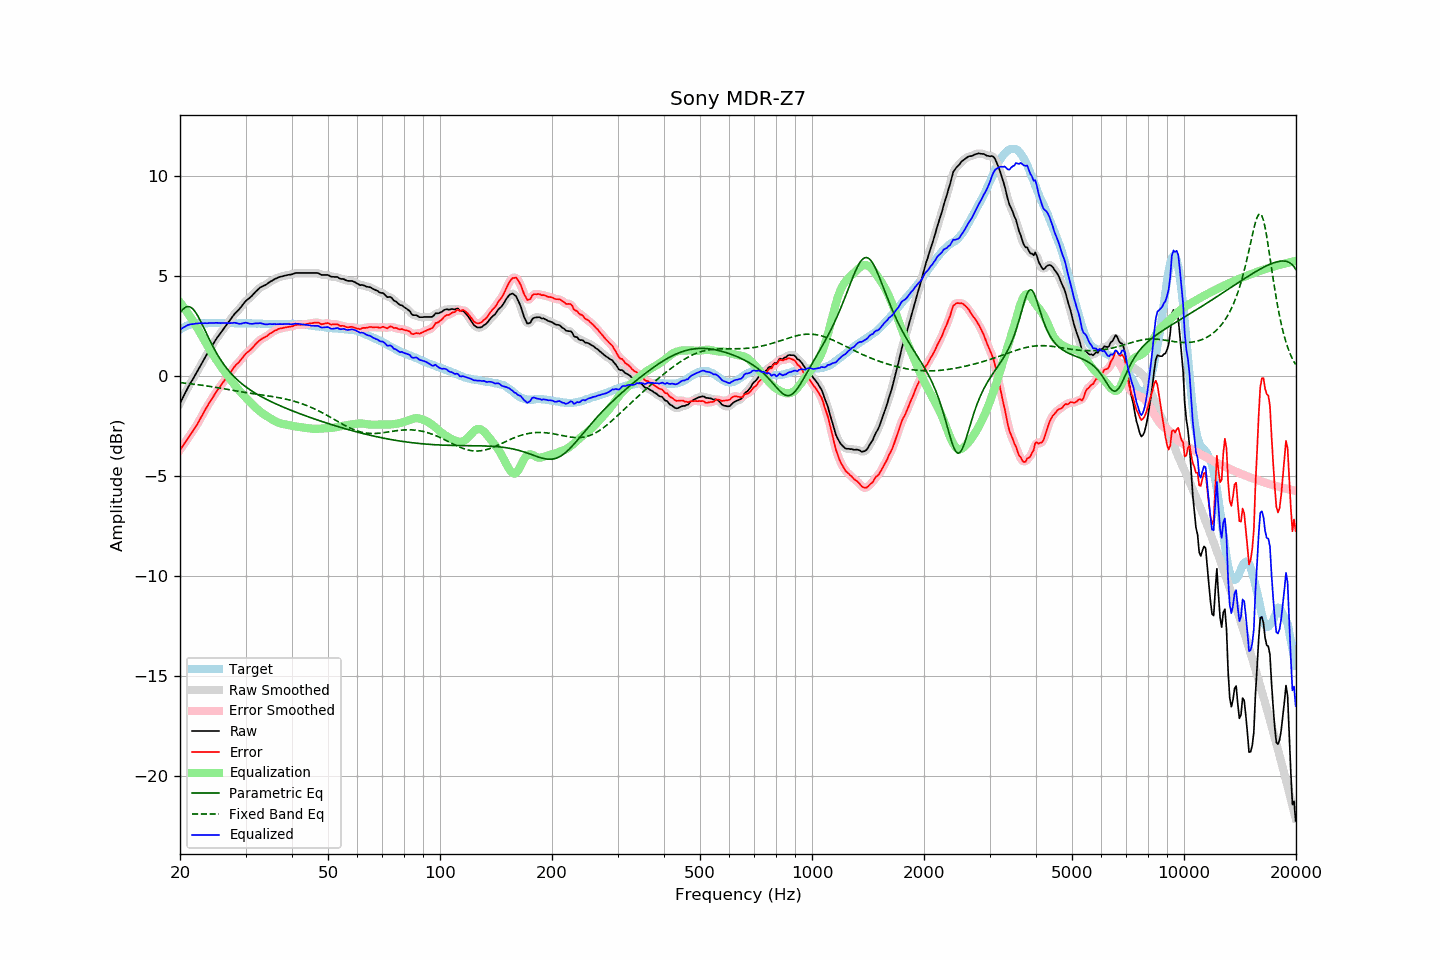 Sony MDR-Z7
10
5
0
−5
−10
−15
−20
Amplitude (dBr)
Target
Raw Smoothed
Error Smoothed
Raw
Error
Equalization
Parametric Eq
Fixed Band Eq
Equalized
20 50 100 200 500 1000 2000 5000 10000 20000
Frequency (Hz)